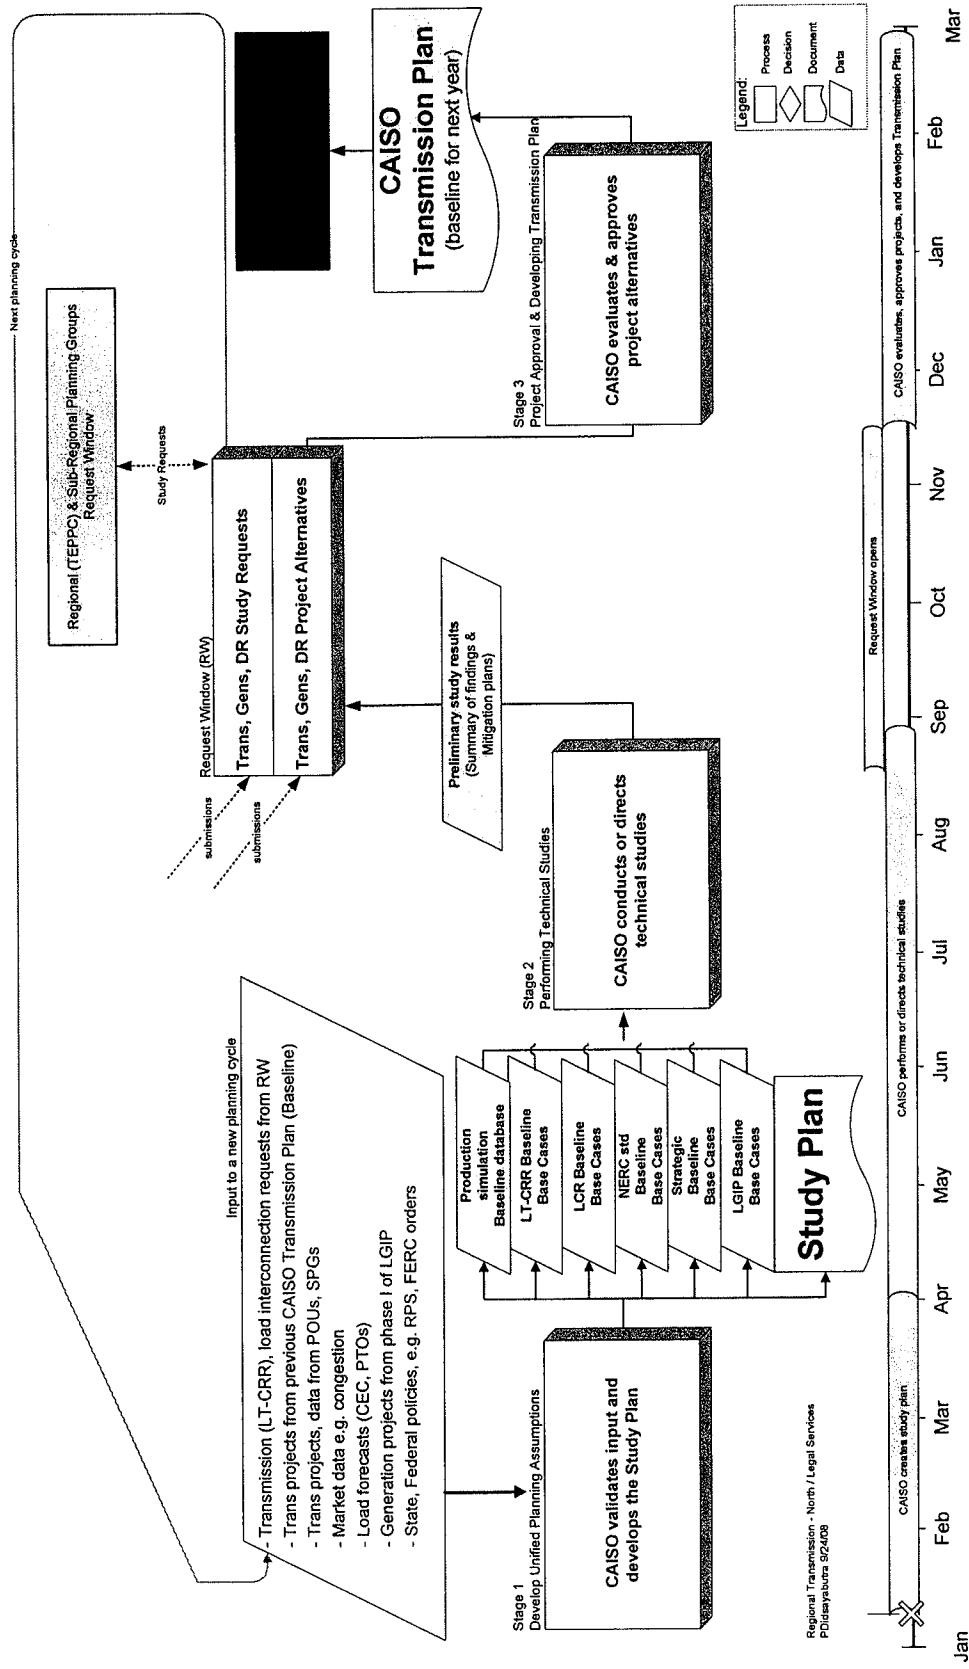 Next planning cycle
Regional (TEPPC) & Sub-Regional Planning Groups
Request Window
Study Requests
Request Window (RW)
submissions
submissions
Trans, Gens, DR Study Requests
Trans, Gens, DR Project Alternatives
Input to a new planning cycle
- Transmission (LT-CRR), load interconnection requests from RW
- Trans projects from previous CAISO Transmission Plan (Baseline)
- Trans projects, data from POUs, SPGs
- Market data e.g. congestion
- Load forecasts (CEC, PTOs)
- Generation projects from phase I of LGIP
- State, Federal policies, e.g. RPS, FERC orders
CAISO
Transmission Plan
(baseline for next year)
Preliminary study results
(Summary of findings &
Mitigation plans)
Stage 1
Develop Unified Planning Assumptions
CAISO validates input and
develops the Study Plan
Production
simulation
Baseline database
LT-CRR Baseline
Base Cases
LCR Baseline
Base Cases
NERC std
Baseline
Base Cases
Strategic
Baseline
Base Cases
LGIP Baseline
Base Cases
Study Plan
Stage 2
Performing Technical Studies
CAISO conducts or directs
technical studies
Stage 3
Project Approval & Developing Transmission Plan
CAISO evaluates & approves
project alternatives
Legend:
Process
Decision
Document
Data
Regional Transmission - North / Legal Services
PDidsayabutra 9/24/08
Request Window opens
CAISO creates study plan
CAISO performs or directs technical studies
CAISO evaluates, approves projects, and develops Transmission Plan
Jan
Feb
Mar
Apr
May
Jun
Jul
Aug
Sep
Oct
Nov
Dec
Jan
Feb
Mar